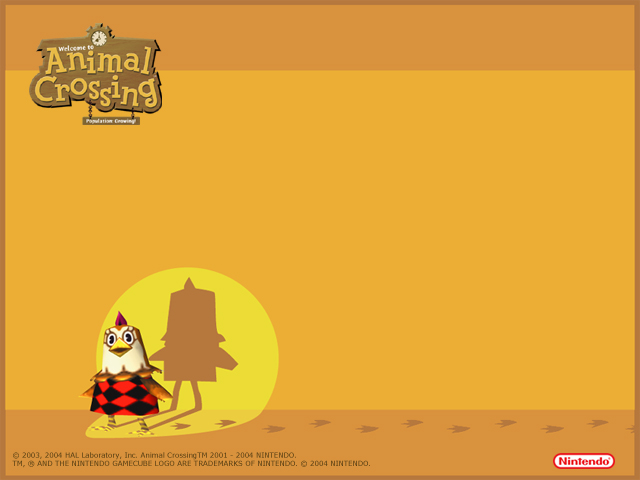 Welcome to
Animal
Crossing
Population: Growing!
© 2003, 2004 HAL Laboratory, Inc. Animal Crossing™ 2001 - 2004 NINTENDO.
TM, ® AND THE NINTENDO GAMECUBE LOGO ARE TRADEMARKS OF NINTENDO. © 2004 NINTENDO.
Nintendo